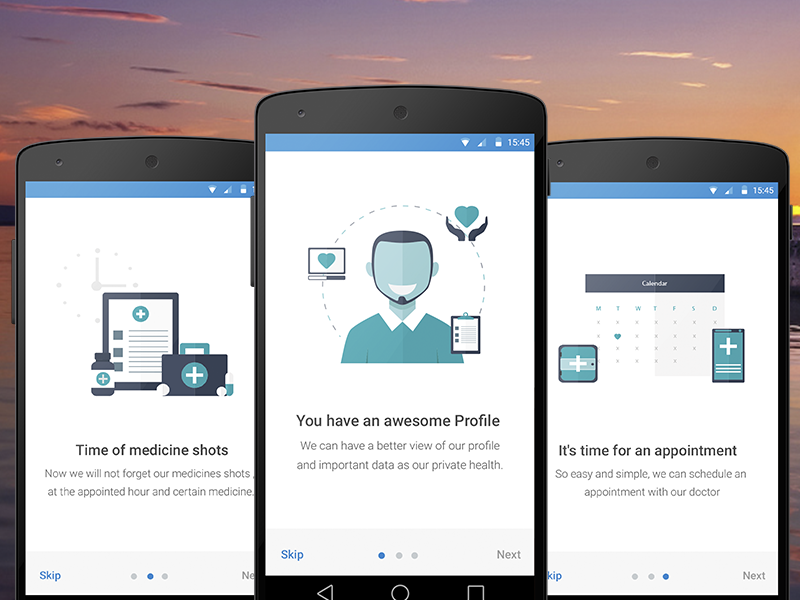 Time of medicine shots
Now we will not forget our medicines shots ,
at the appointed hour and certain medicine.
Skip
15:45
You have an awesome Profile
We can have a better view of our profile
and important data as our private health.
Skip
Next
15:45
Calendar
M T W T F S D
It's time for an appointment
So easy and simple, we can schedule an
appointment with our doctor
kip
Next